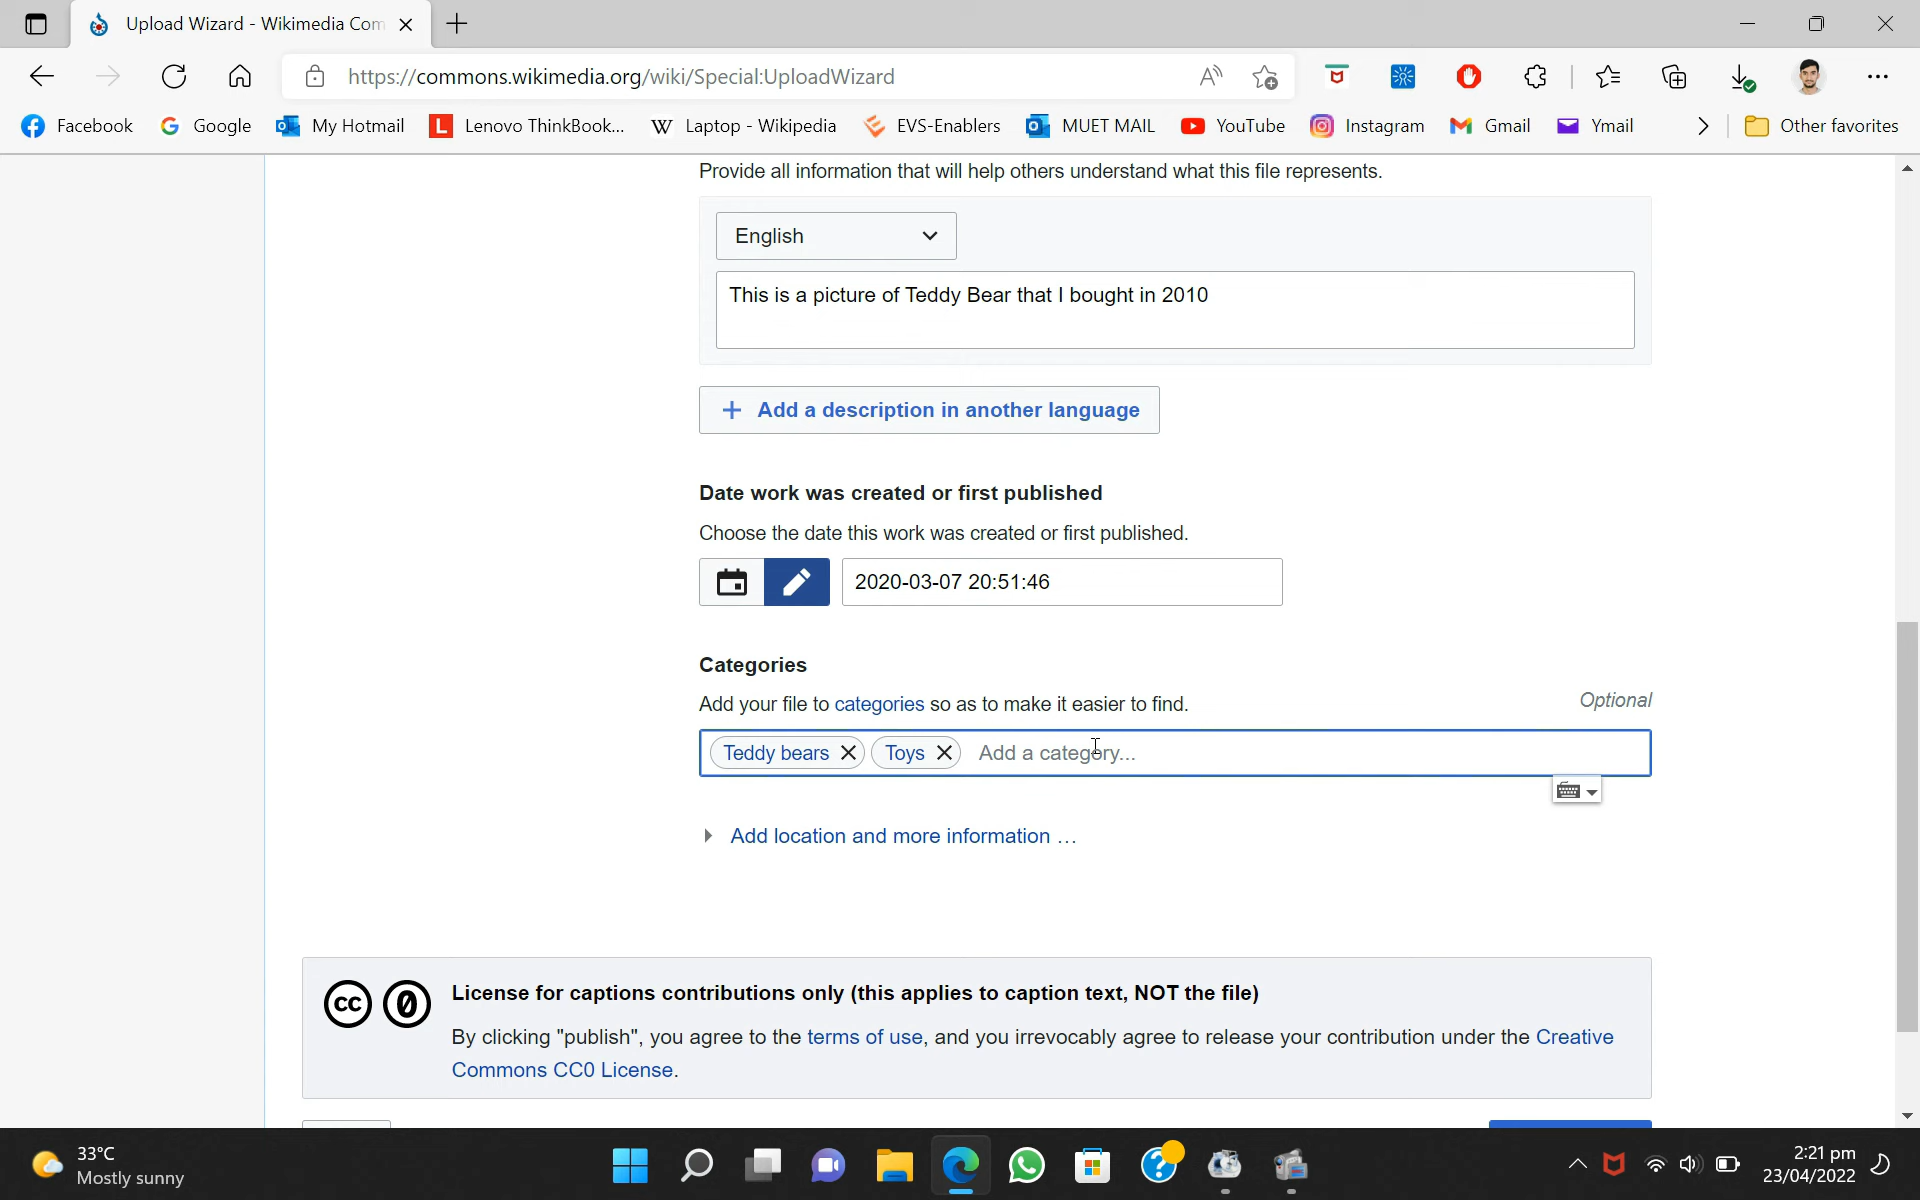 Upload Wizard - Wikimedia Com
https://commons.wikimedia.org/wiki/Special:UploadWizard
Facebook Google My Hotmail Lenovo ThinkBook... Laptop - Wikipedia EVS-Enablers MUET MAIL YouTube Instagram Gmail Ymail Other favorites
Provide all information that will help others understand what this file represents.
English
This is a picture of Teddy Bear that I bought in 2010
+ Add a description in another language
Date work was created or first published
Choose the date this work was created or first published.
2020-03-07 20:51:46
Categories
Add your file to categories so as to make it easier to find.
Optional
Teddy bears Toys Add a category...
Add location and more information ...
License for captions contributions only (this applies to caption text, NOT the file)
By clicking "publish", you agree to the terms of use, and you irrevocably agree to release your contribution under the Creative
Commons CC0 License.
33°C
Mostly sunny
2:21 pm
23/04/2022